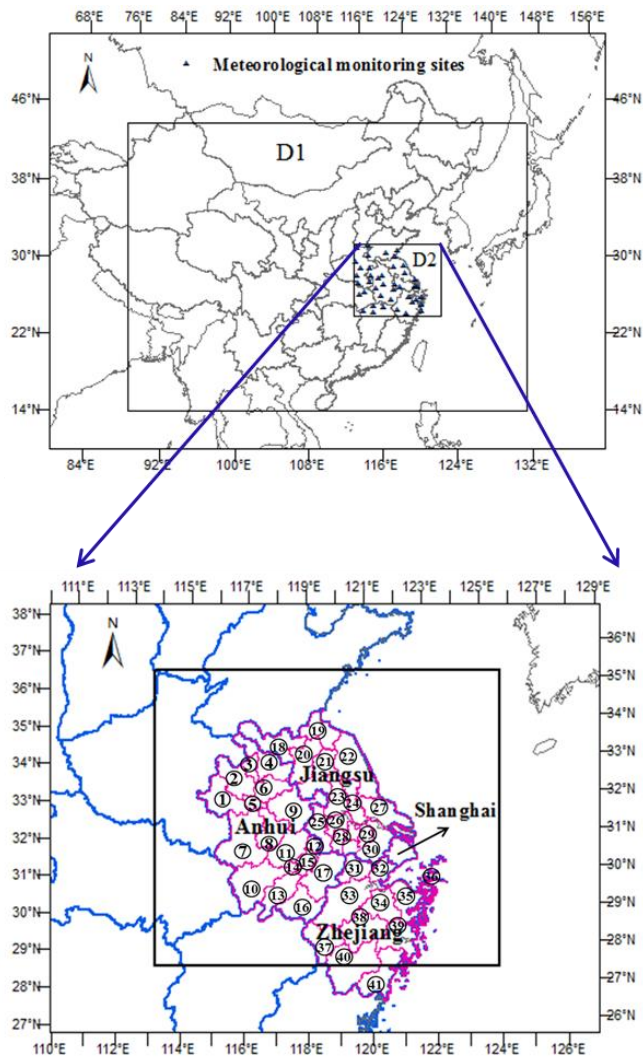 68°E 76°E 84°E 92°E 100°E 108°E 116°E 124°E 132°E 140°E 148°E 156°E
N
Meteorological monitoring sites
46°N 46°N
D1
38°N 38°N
30°N 30°N
D2
22°N 22°N
14°N 14°N
84°E 92°E 100°E 108°E 116°E 124°E 132°E
111°E 113°E 115°E 117°E 119°E 121°E 123°E 125°E 127°E 129°E
38°N
N
37°N 36°N
36°N 35°N
35°N 34°N
19
34°N 18 20 21 22 33°N
3 4
Jiangsu
2 6
33°N 1 5 23 24 27 32°N
Shanghai
9 25 26
32°N Anhui 28 29 31°N
7 8 11 12 30
31°N 14 15 17 31 32 36 30°N
10 13 33 34 35
30°N 16 38 29°N
Zhejiang 39
29°N 37 40 28°N
28°N 41 27°N
27°N 26°N
110°E 112°E 114°E 116°E 118°E 120°E 122°E 124°E 126°E